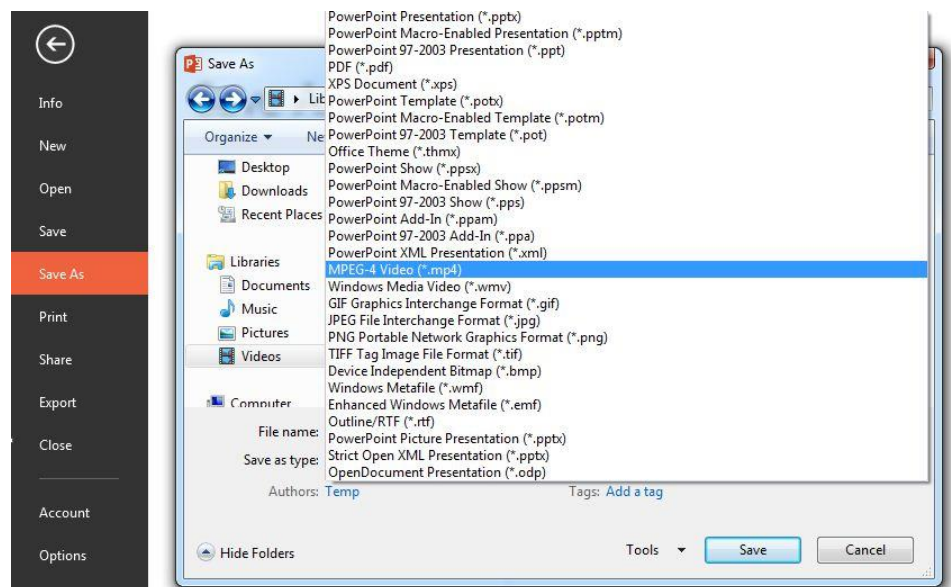 Info
New
Open
Save
Save As
Print
Share
Export
Close
Account
Options
Save As
Organize
Desktop
Downloads
Recent Places
Libraries
Documents
Music
Pictures
Videos
Computer
PowerPoint Presentation (*.pptx)
PowerPoint Macro-Enabled Presentation (*.pptm)
PowerPoint 97-2003 Presentation (*.ppt)
PDF (*.pdf)
XPS Document (*.xps)
PowerPoint Template (*.potx)
PowerPoint Macro-Enabled Template (*.potm)
PowerPoint 97-2003 Template (*.pot)
Office Theme (*.thmx)
PowerPoint Show (*.ppsx)
PowerPoint Macro-Enabled Show (*.ppsm)
PowerPoint 97-2003 Show (*.pps)
PowerPoint Add-In (*.ppam)
PowerPoint 97-2003 Add-In (*.ppa)
PowerPoint XML Presentation (*.xml)
MPEG-4 Video (*.mp4)
Windows Media Video (*.wmv)
GIF Graphics Interchange Format (*.gif)
JPEG File Interchange Format (*.jpg)
PNG Portable Network Graphics Format (*.png)
TIFF Tag Image File Format (*.tif)
Device Independent Bitmap (*.bmp)
Windows Metafile (*.wmf)
Enhanced Windows Metafile (*.emf)
Outline/RTF (*.rtf)
PowerPoint Picture Presentation (*.pptx)
Strict Open XML Presentation (*.pptx)
OpenDocument Presentation (*.odp)
File name:
Save as type:
Authors: Temp
Tags: Add a tag
Hide Folders
Tools
Save
Cancel